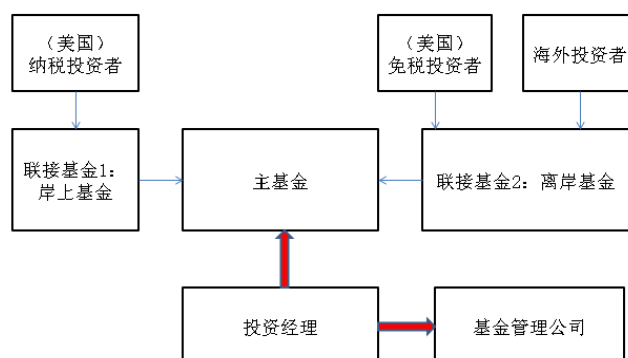 （美国）
纳税投资者
（美国）
免税投资者
海外投资者
联接基金1：
岸上基金
主基金
联接基金2：离岸基金
投资经理
基金管理公司